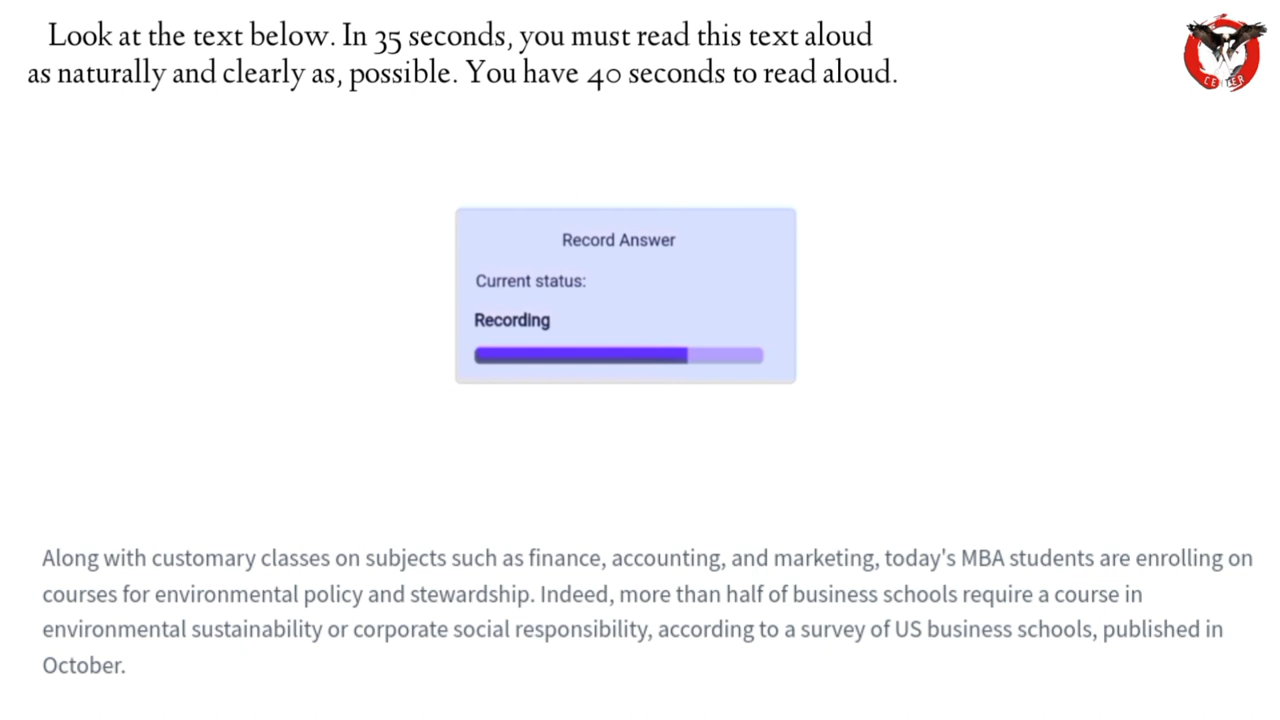 Look at the text below. In 35 seconds, you must read this text aloud
as naturally and clearly as, possible. You have 40 seconds to read aloud.
Record Answer
Current status:
Recording
Along with customary classes on subjects such as finance, accounting, and marketing, today's MBA students are enrolling on
courses for environmental policy and stewardship. Indeed, more than half of business schools require a course in
environmental sustainability or corporate social responsibility, according to a survey of US business schools, published in
October.